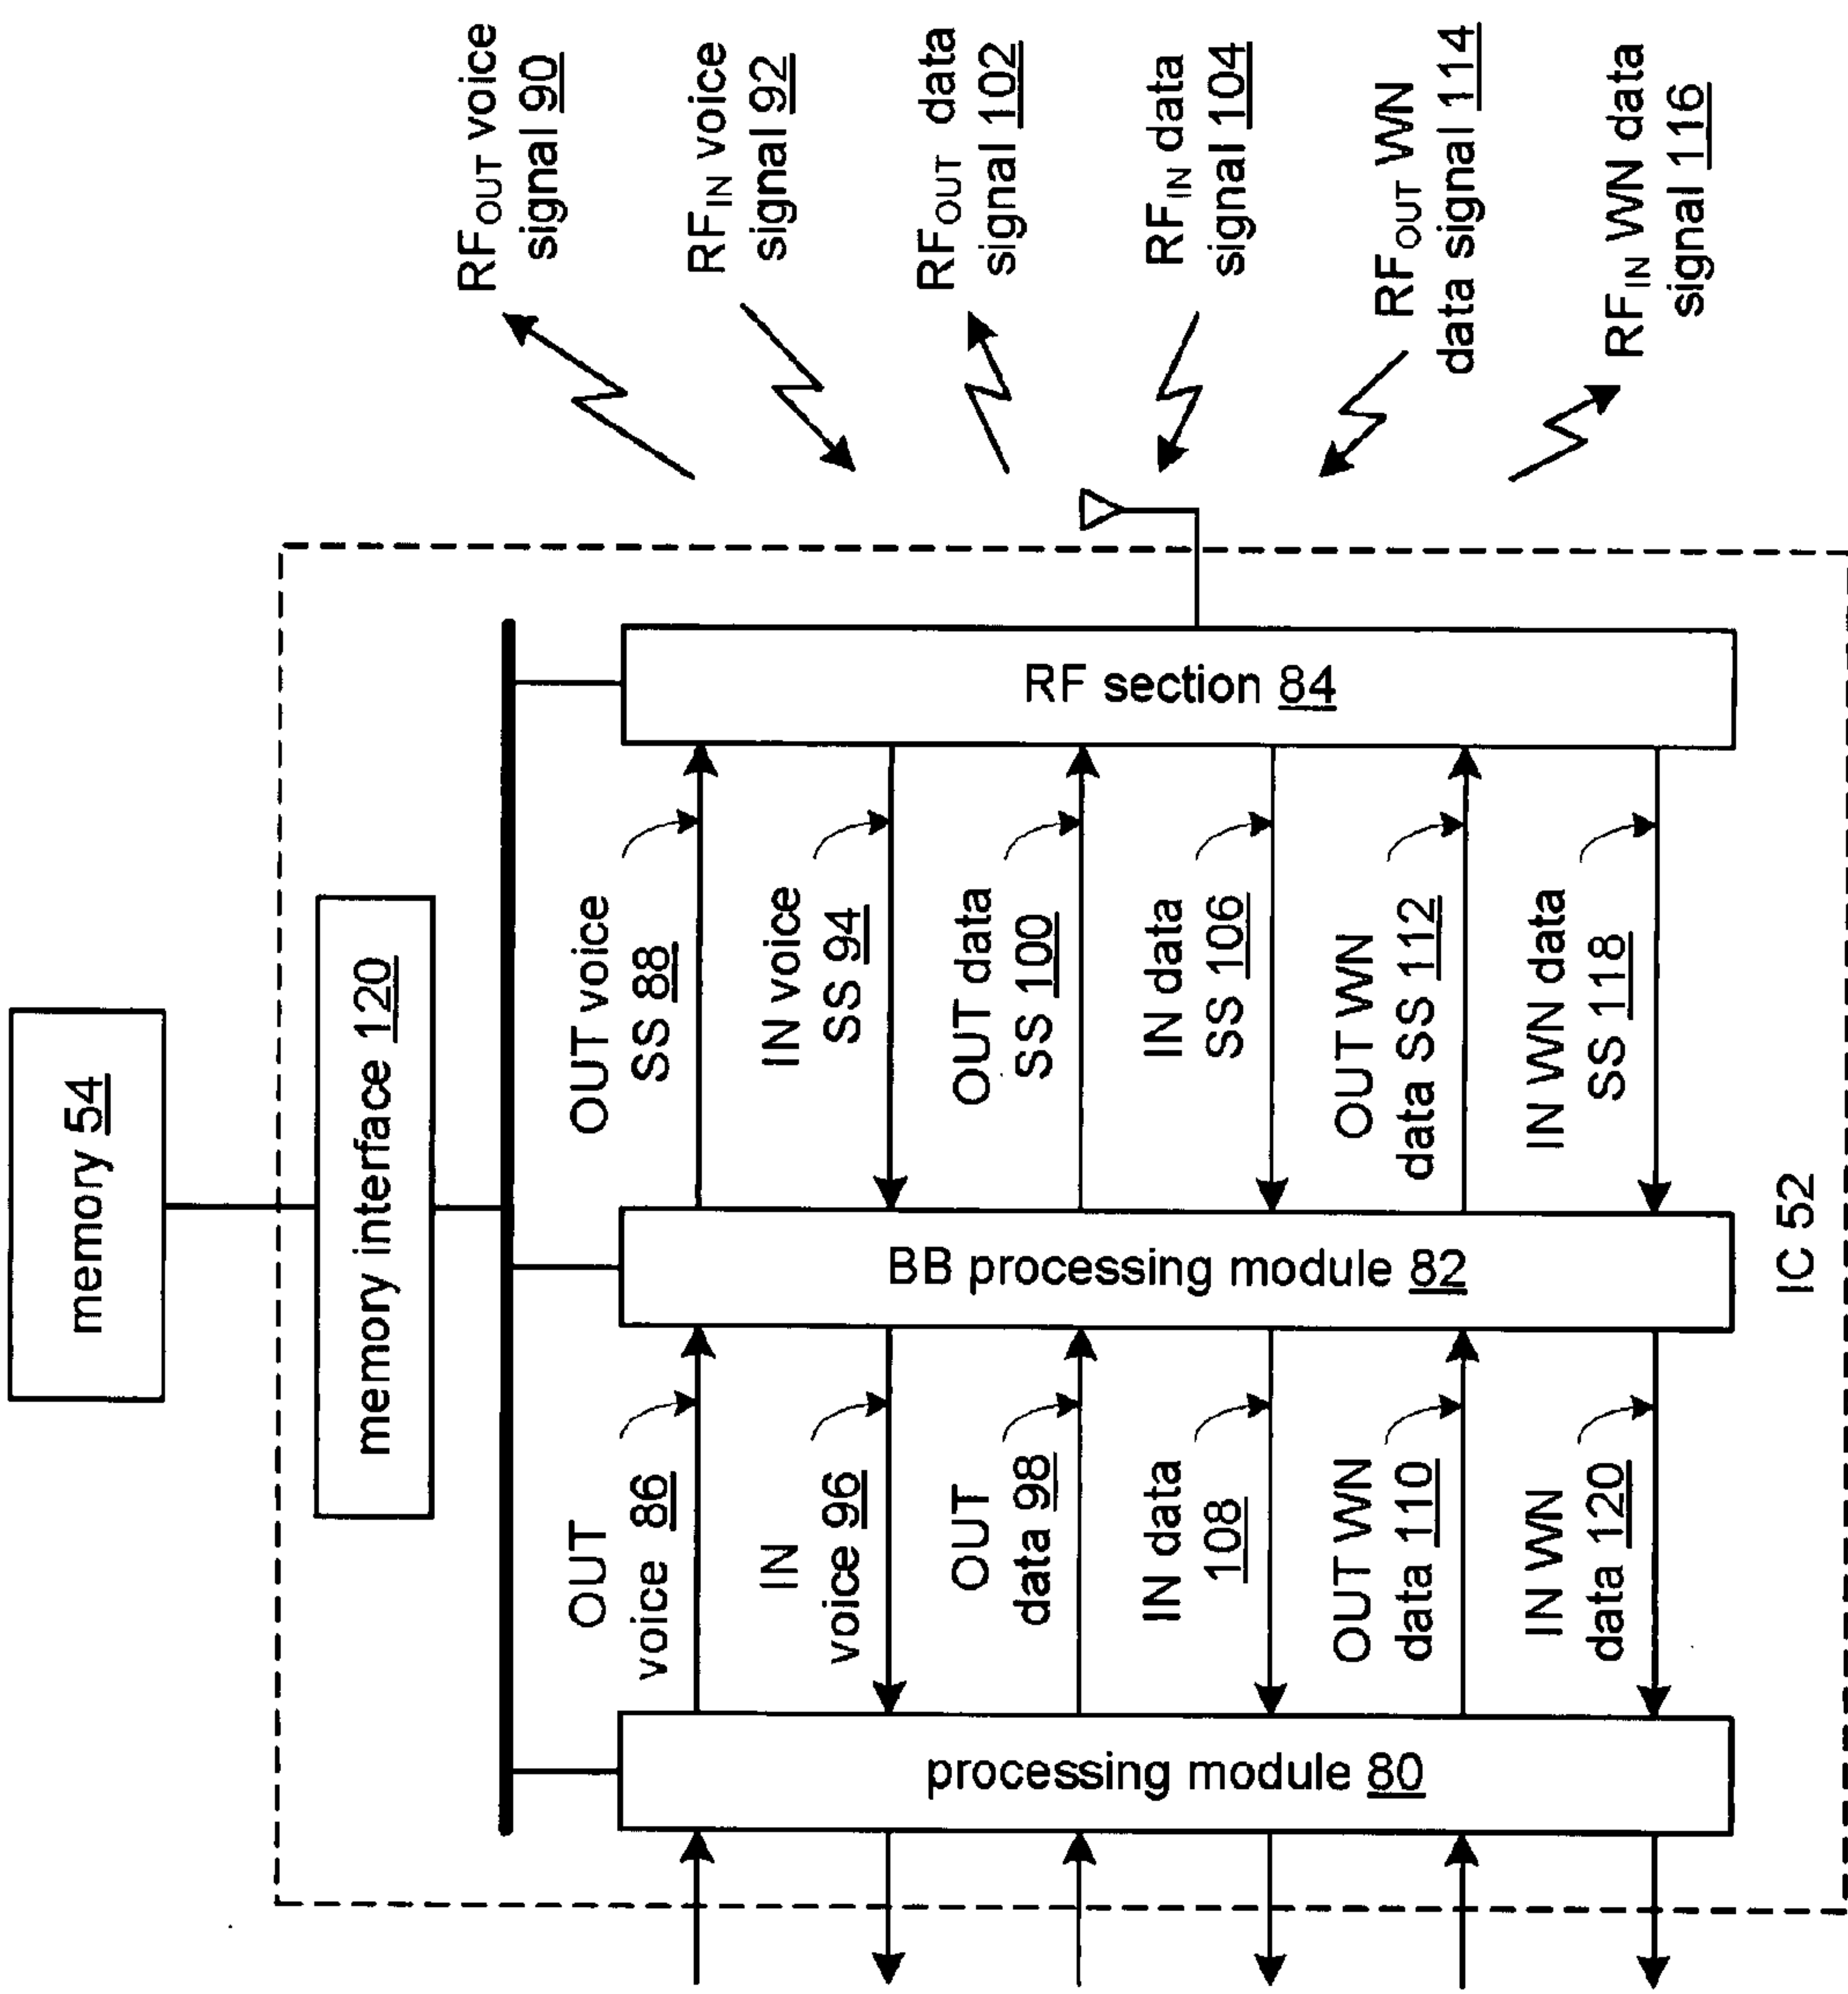 memory 54
memory interface 120
OUT
voice 86
IN
voice 96
OUT
data 98
IN data
108
OUT WN
data 110
IN WN
data 120
OUT voice
SS 88
IN voice
SS 94
OUT data
SS 100
IN data
SS 106
OUT WN
data SS 112
IN WN data
SS 118
processing module 80
BB processing module 82
RF section 84
RFOUT voice
signal 90
RFIN voice
signal 92
RFOUT data
signal 102
RFIN data
signal 104
RFOUT WN
data signal 114
RFIN WN data
signal 116
IC 52